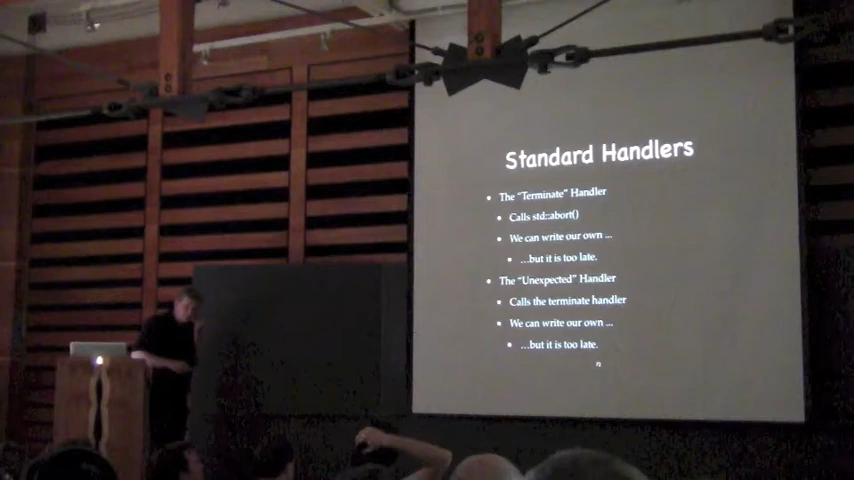 Standard Handlers
• The “Terminate” Handler
• Calls std::abort()
• We can write our own ...
• ...but it is too late.
• The “Unexpected” Handler
• Calls the terminate handler
• We can write our own ...
• ...but it is too late.